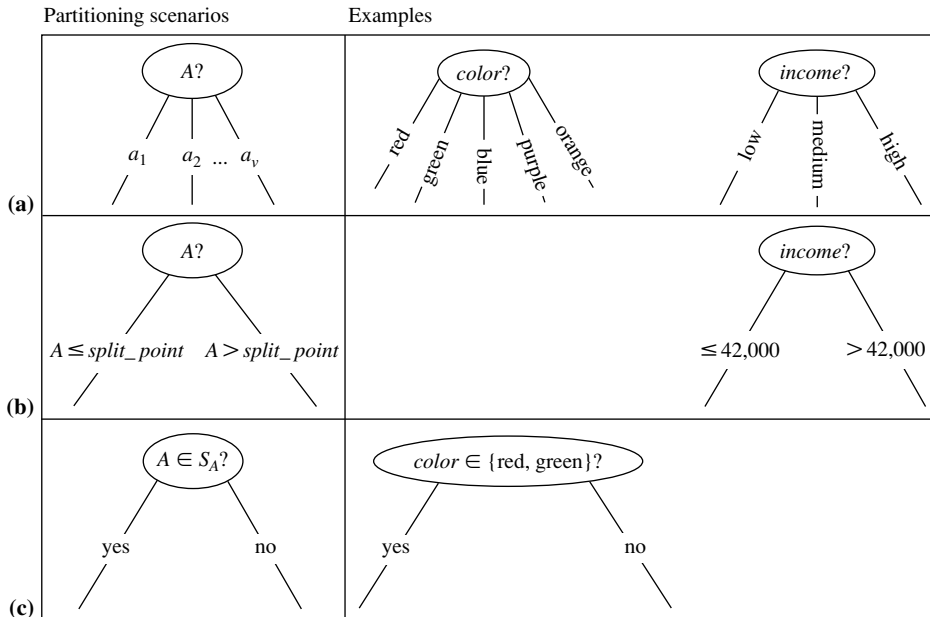 Partitioning scenarios Examples
A? color? income?
a1 a2 ... av red green blue purple orange low medium high
(a)
A? income?
A ≤ split_point A > split_point ≤ 42,000 > 42,000
(b)
A ∈ SA? color ∈ {red, green}?
yes no yes no
(c)